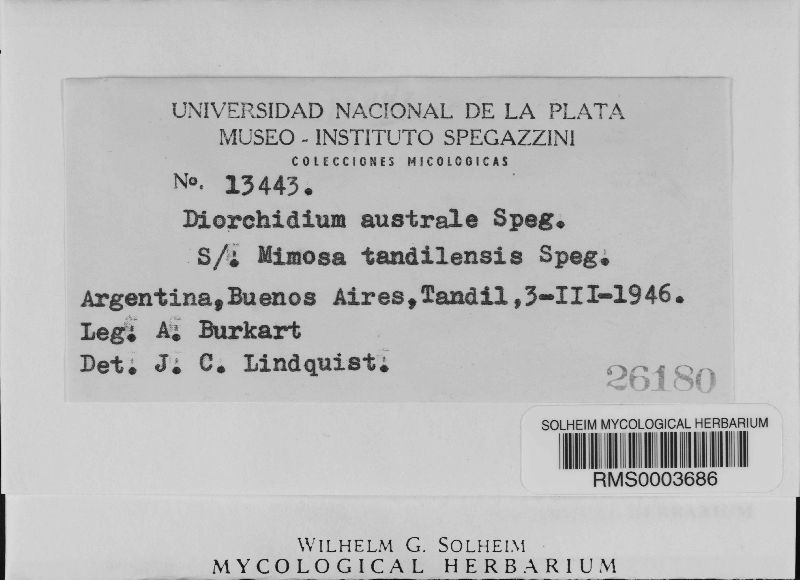 UNIVERSIDAD NACIONAL DE LA PLATA
MUSEO - INSTITUTO SPEGAZZINI
COLECCIONES MICOLOGICAS
No. 13443.
Diorchidium australe Speg.
S/: Mimosa tandilensis Speg.
Argentina,Buenos Aires,Tandil,3-III-1946.
Leg: A. Burkart
Det. J. C. Lindquist.
26180
SOLHEIM MYCOLOGICAL HERBARIUM
RMS0003686
WILHELM G. SOLHEIM
MYCOLOGICAL HERBARIUM